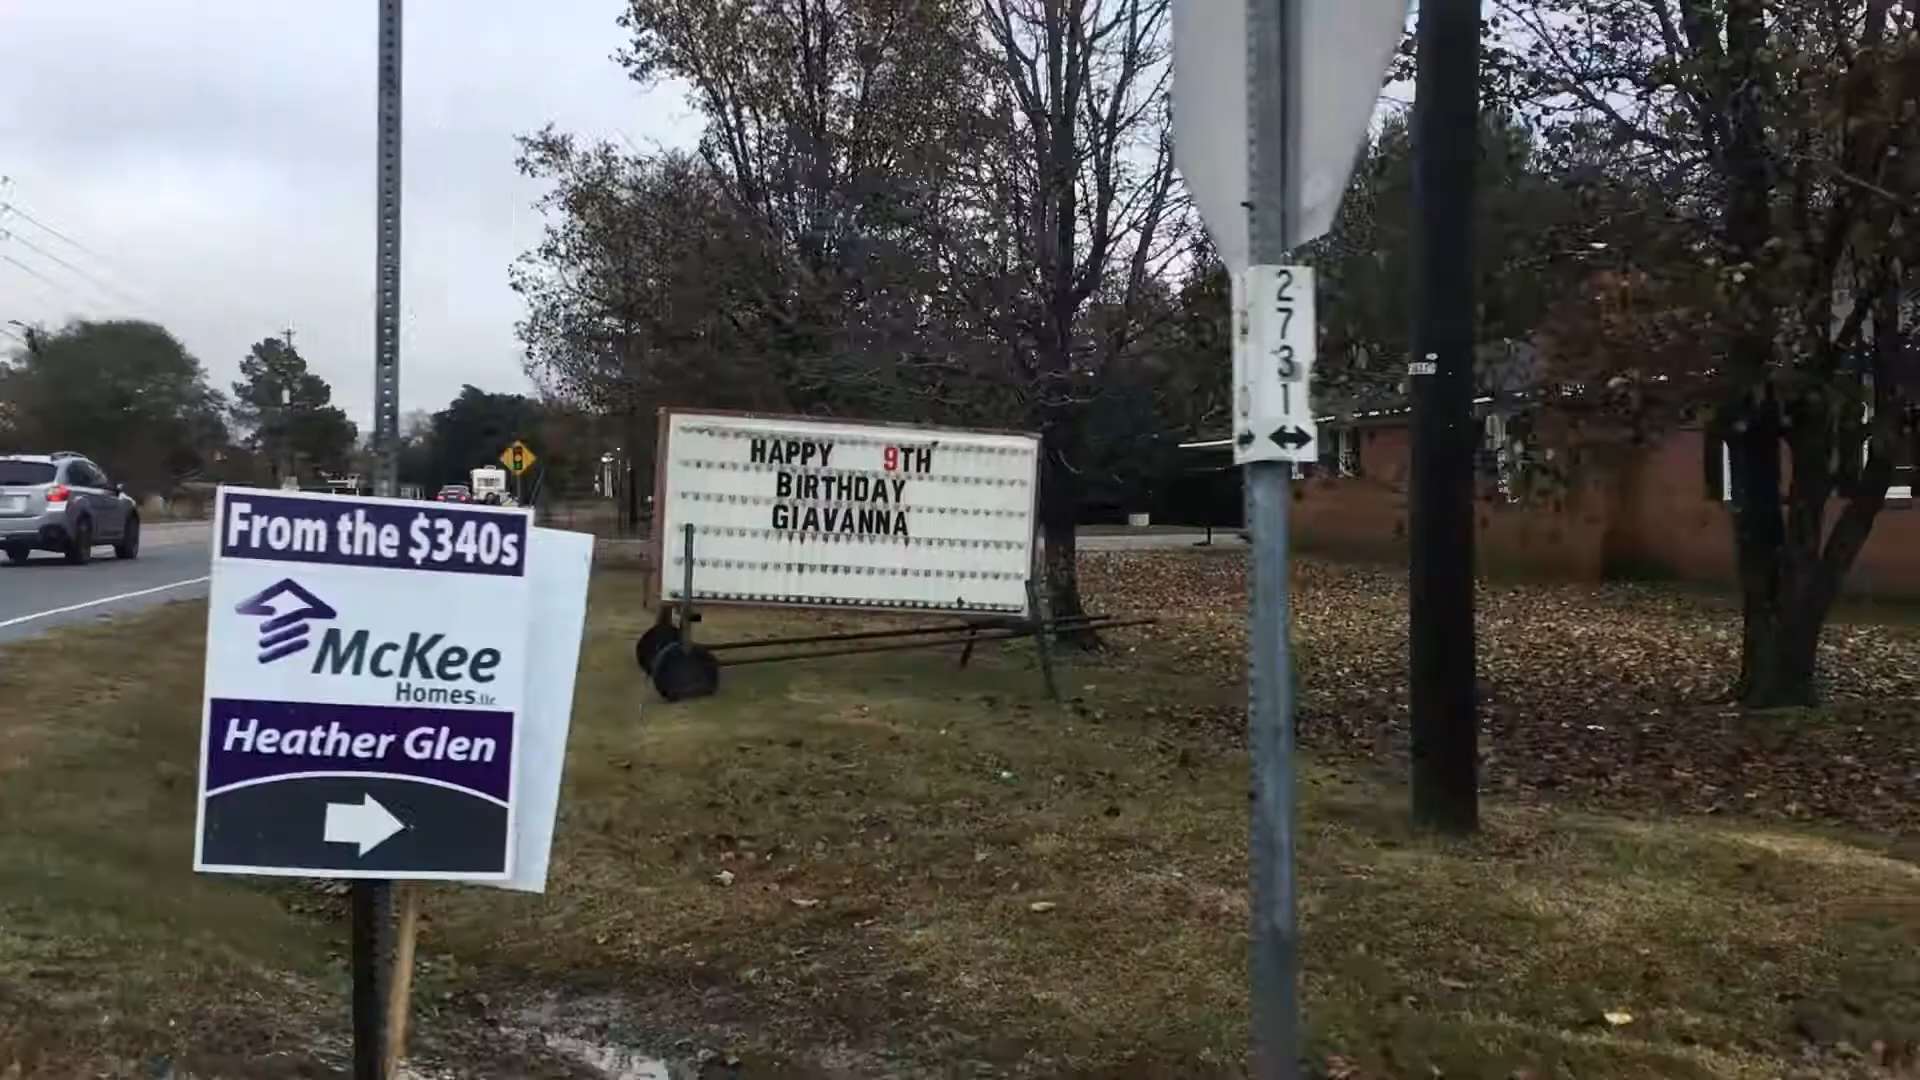 From the $340s
McKee
Homes llc
Heather Glen
HAPPY 9TH
BIRTHDAY
GIAVANNA
2731